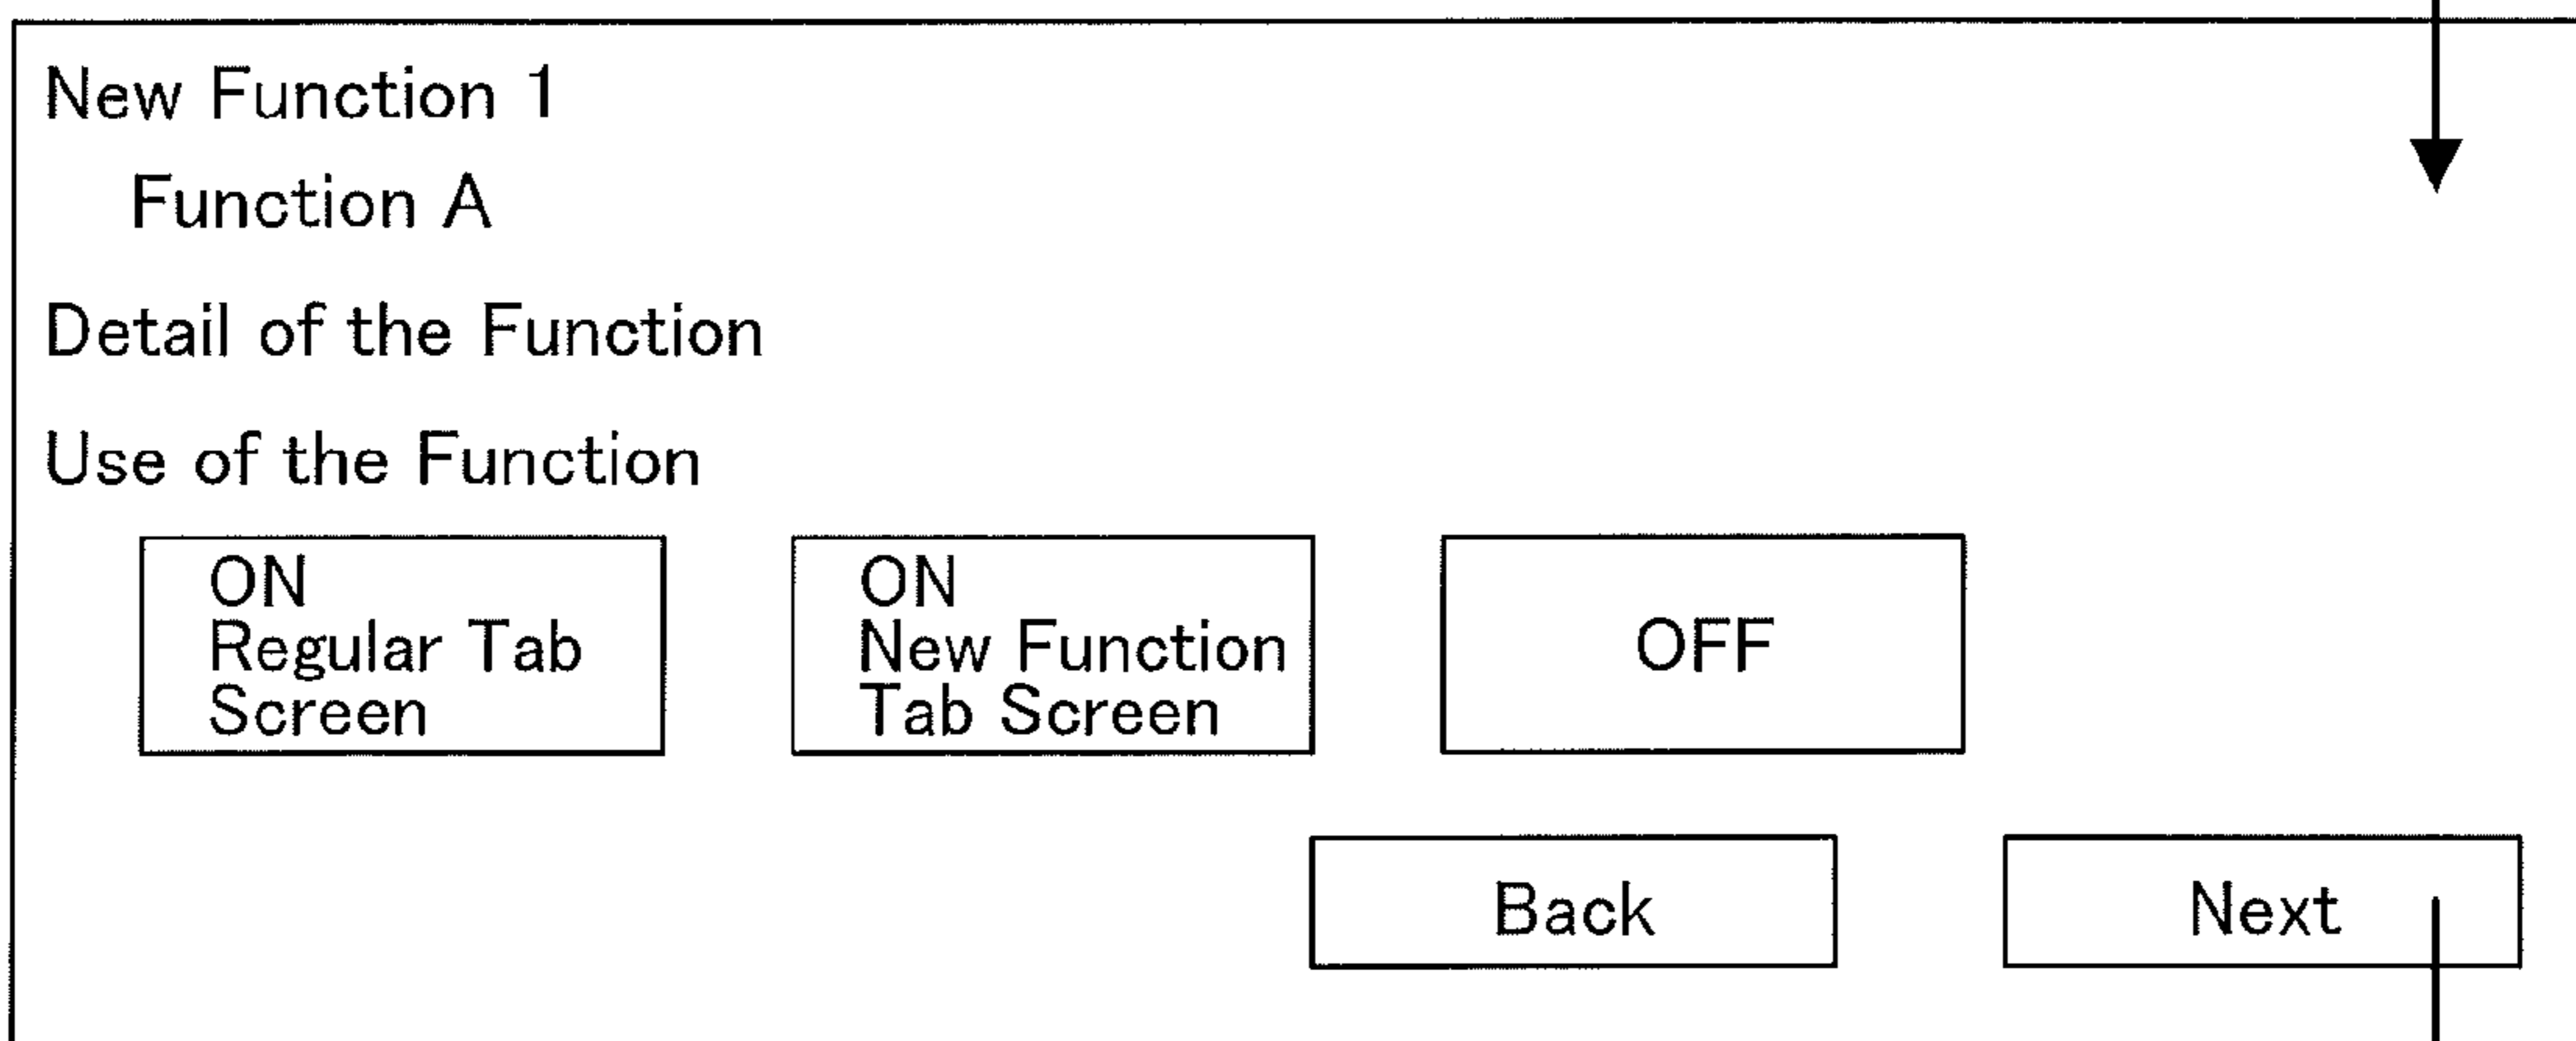 New Function 1
Function A
Detail of the Function
Use of the Function
ON
Regular Tab
Screen
ON
New Function
Tab Screen
OFF
Back
Next